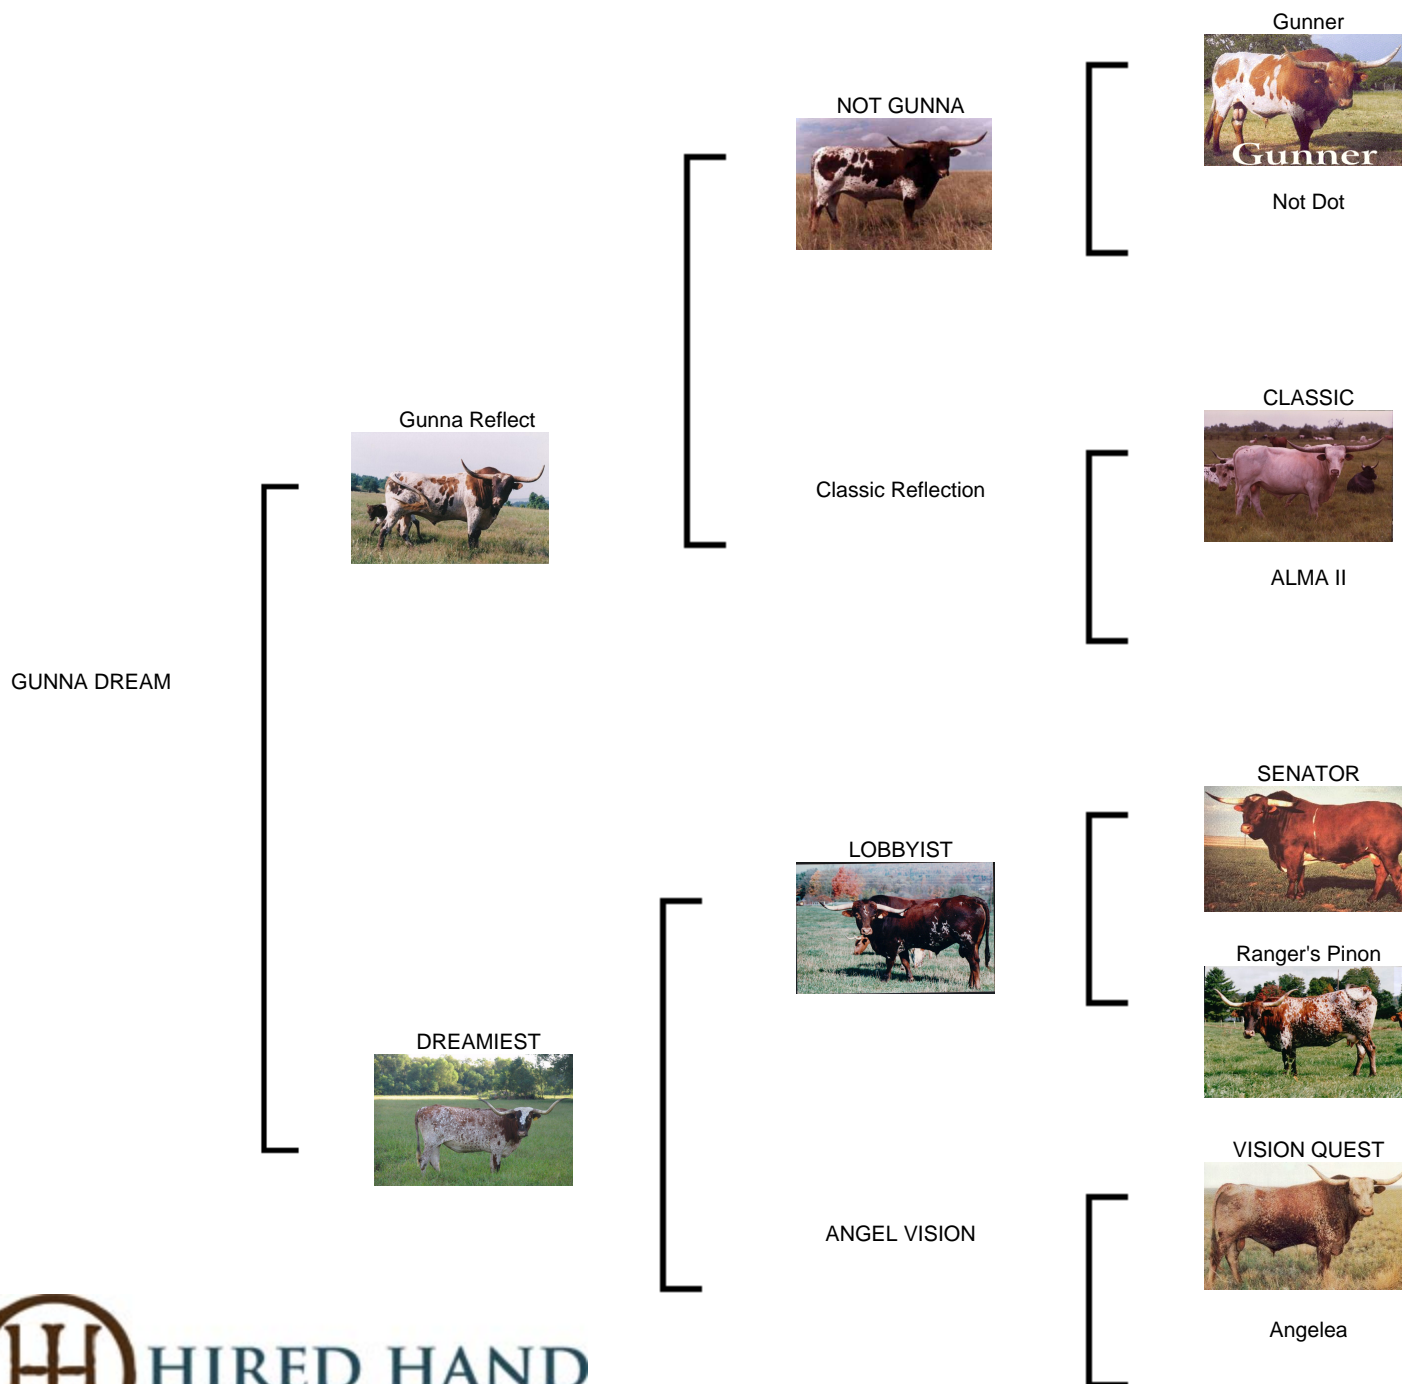 Gunner
Gunner
Not Dot
NOT GUNNA
CLASSIC
ALMA II
Classic Reflection
Gunna Reflect
GUNNA DREAM
SENATOR
Ranger's Pinon
LOBBYIST
DREAMIEST
VISION QUEST
Angelea
ANGEL VISION
HIRED HAND